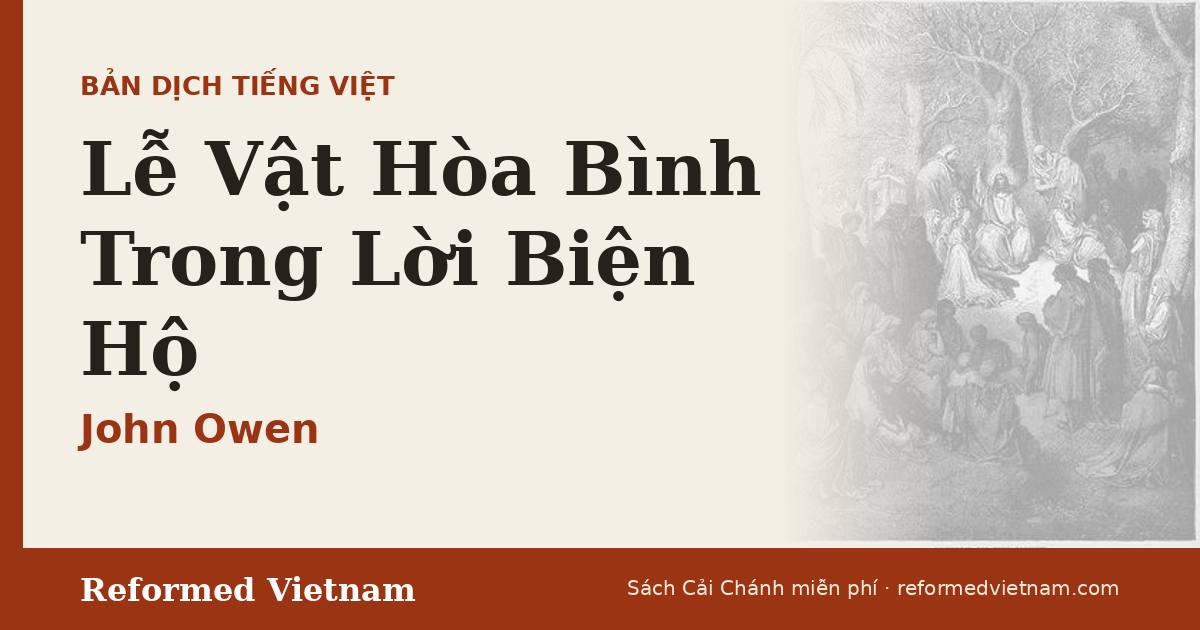 BẢN DỊCH TIẾNG VIỆT
Lễ Vật Hòa Bình
Trong Lời Biện
Hộ
John Owen
Reformed Vietnam
Sách Cải Chánh miễn phí · reformedvietnam.com